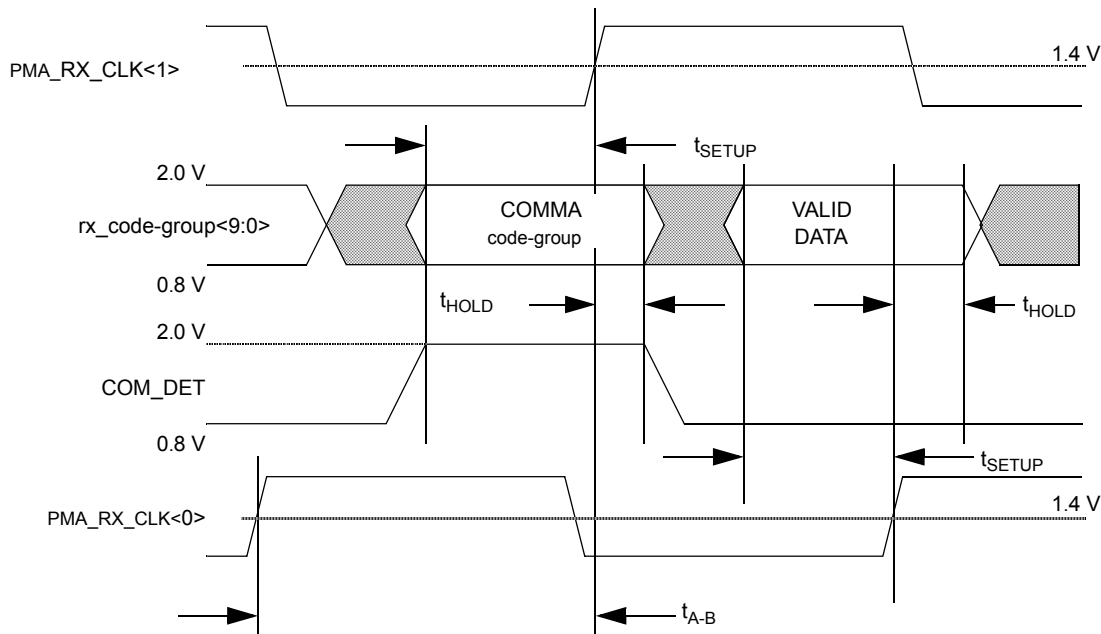 1.4 V
PMA_RX_CLK<1>
tSETUP
2.0 V
rx_code-group<9:0>
COMMA
code-group
VALID
DATA
0.8 V
tHOLD
tHOLD
2.0 V
COM_DET
0.8 V
tSETUP
PMA_RX_CLK<0>
1.4 V
tA-B